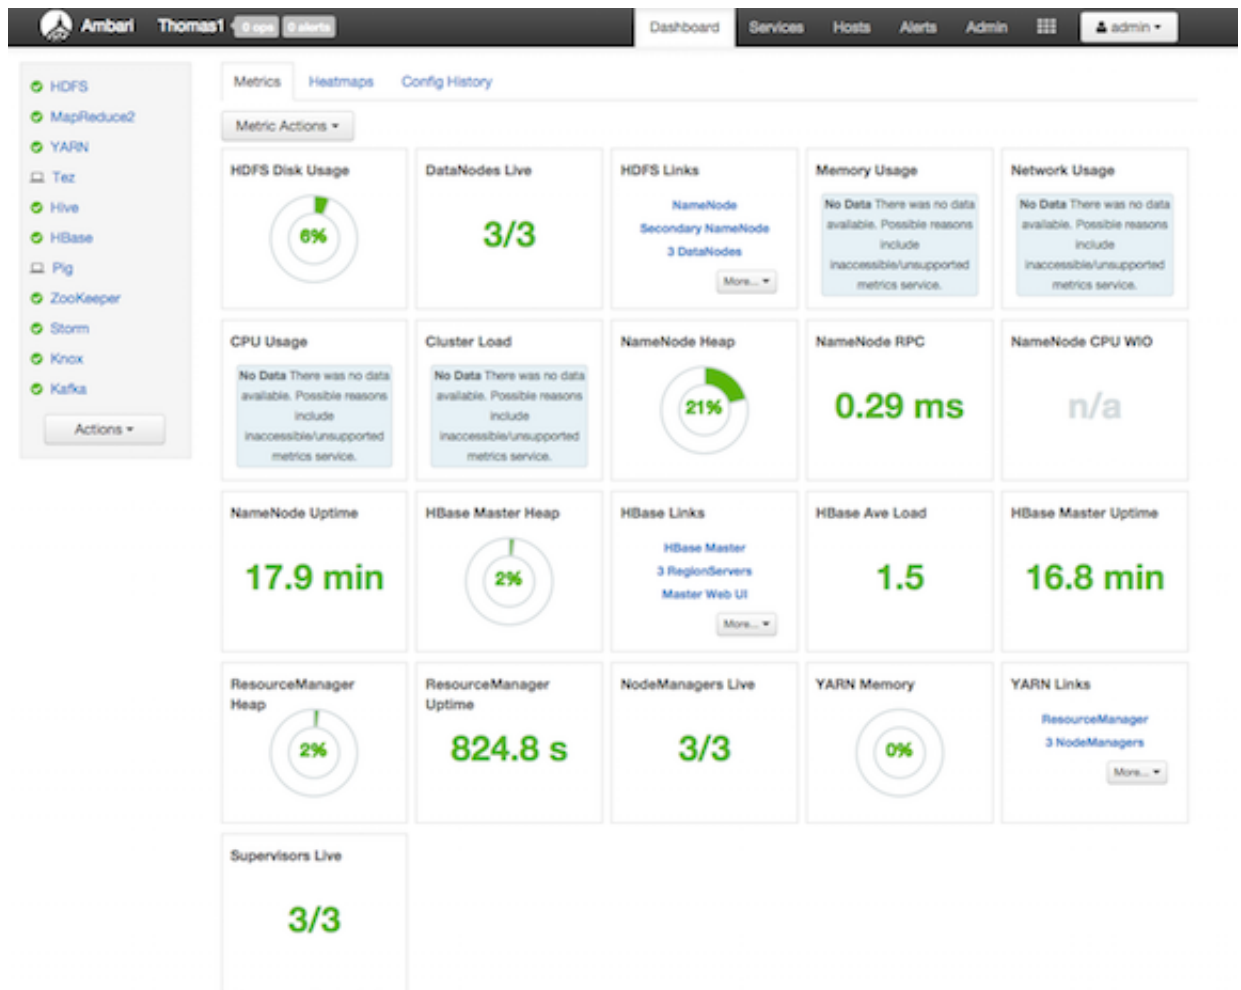 Ambari Thomas1 0 ops 0 alerts Dashboard Services Hosts Alerts Admin admin
HDFS
MapReduce2
YARN
Tez
Hive
HBase
Pig
ZooKeeper
Storm
Knox
Kafka
Actions
Metrics Heatmaps Config History
Metric Actions
HDFS Disk Usage
6%
DataNodes Live
3/3
HDFS Links
NameNode
Secondary NameNode
3 DataNodes
More...
Memory Usage
No Data There was no data
available. Possible reasons
include
inaccessible/unsupported
metrics service.
Network Usage
No Data There was no data
available. Possible reasons
include
inaccessible/unsupported
metrics service.
CPU Usage
No Data There was no data
available. Possible reasons
include
inaccessible/unsupported
metrics service.
Cluster Load
No Data There was no data
available. Possible reasons
include
inaccessible/unsupported
metrics service.
NameNode Heap
21%
NameNode RPC
0.29 ms
NameNode CPU WIO
n/a
NameNode Uptime
17.9 min
HBase Master Heap
2%
HBase Links
HBase Master
3 RegionServers
Master Web UI
More...
HBase Ave Load
1.5
HBase Master Uptime
16.8 min
ResourceManager
Heap
2%
ResourceManager
Uptime
824.8 s
NodeManagers Live
3/3
YARN Memory
0%
YARN Links
ResourceManager
3 NodeManagers
More...
Supervisors Live
3/3